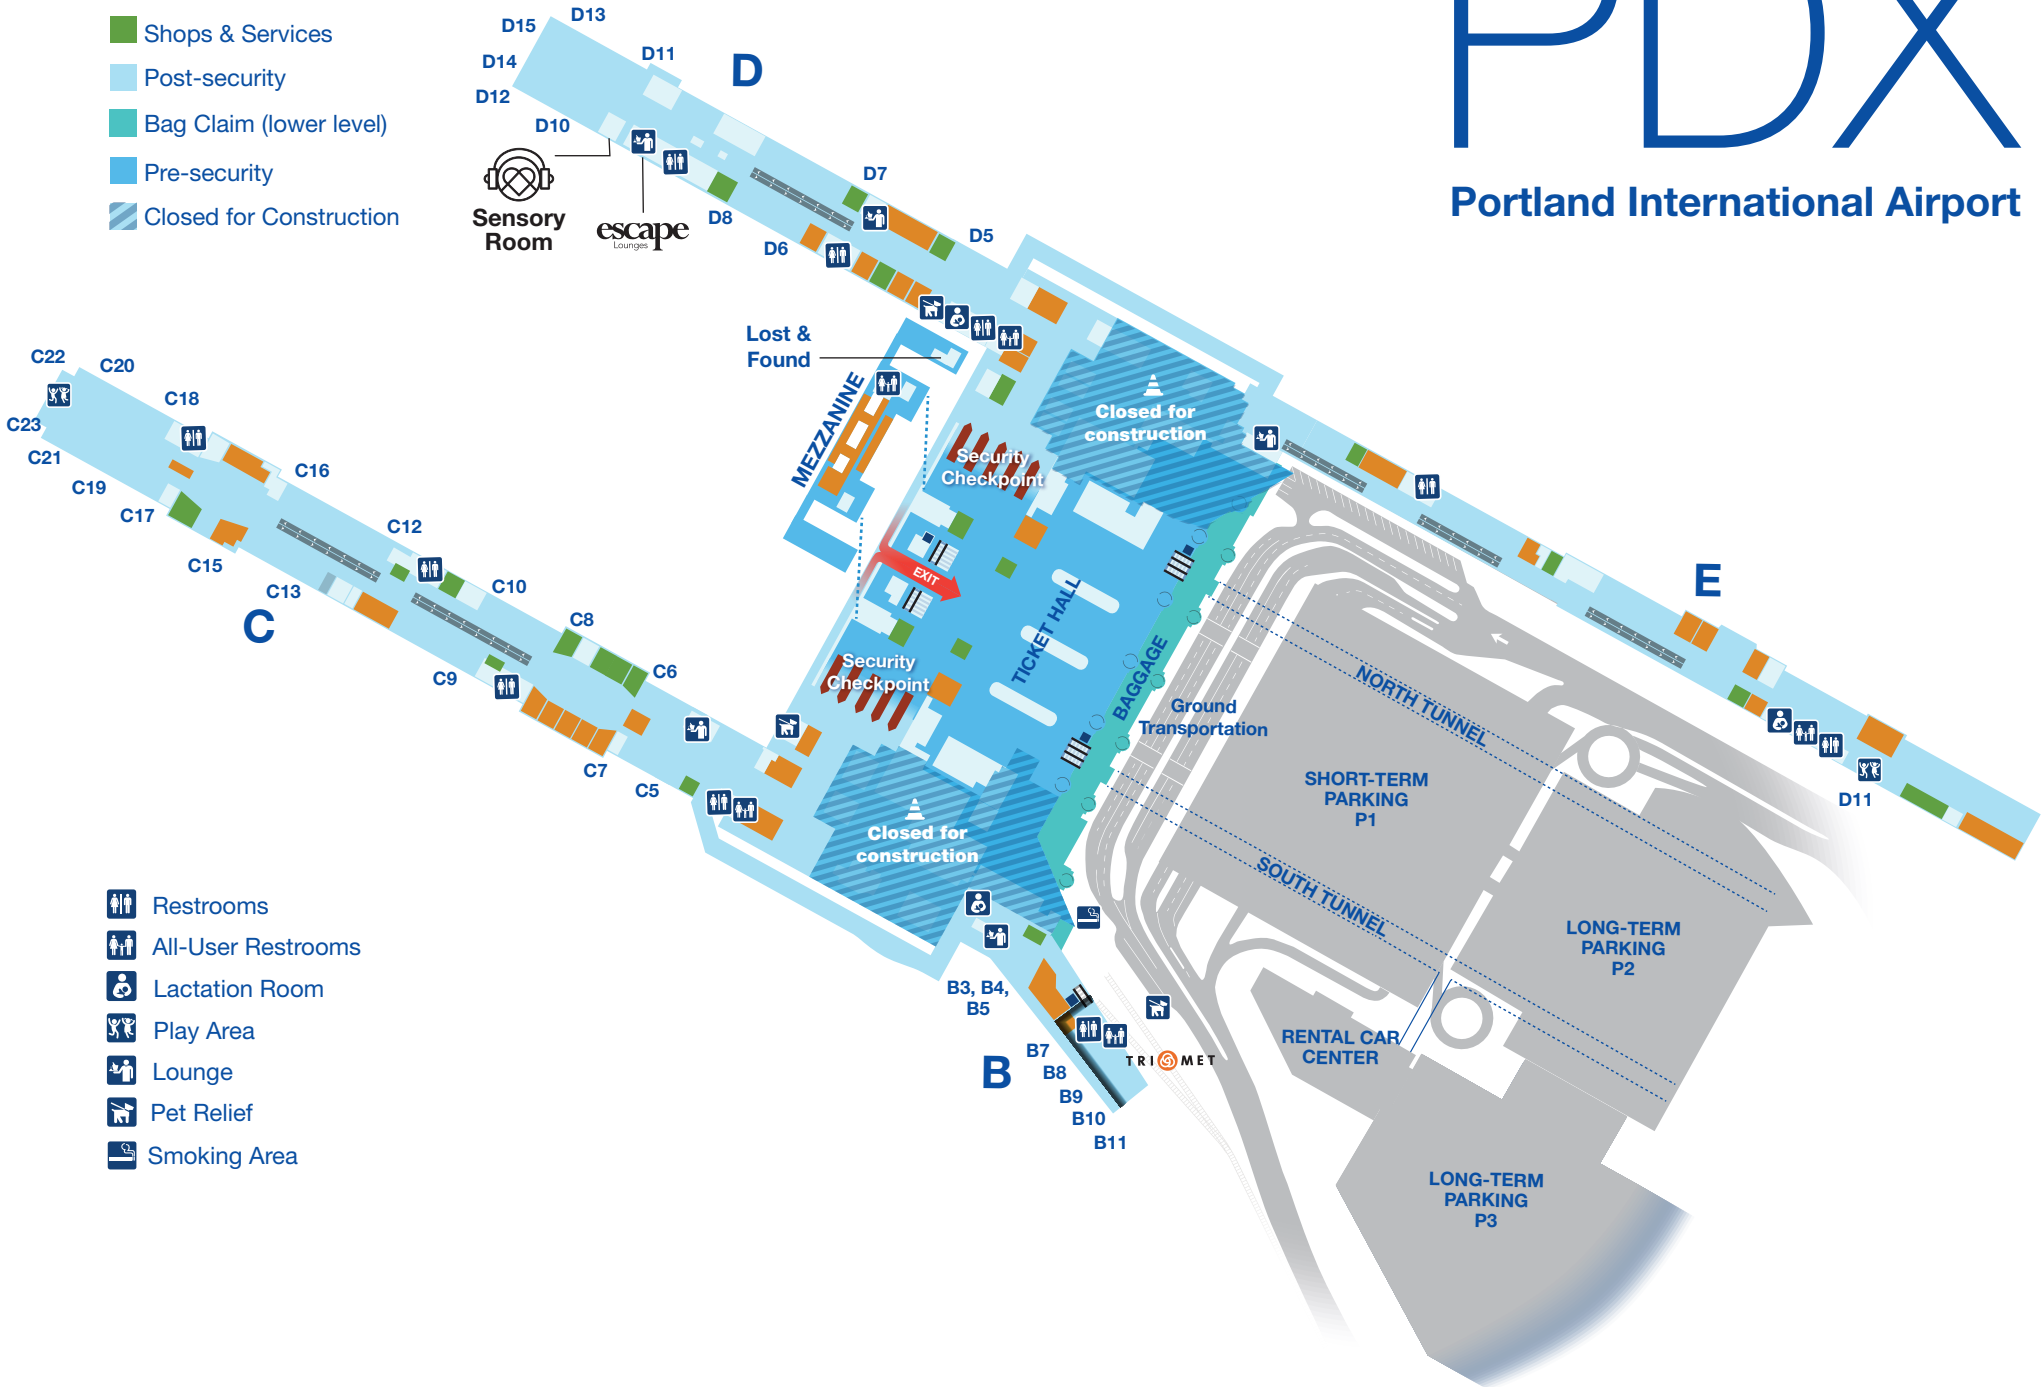 PDX
Portland International Airport
Shops & Services
Post-security
Bag Claim (lower level)
Pre-security
Closed for Construction
D15
D13
D14
D11
D12
D10
D
Sensory
Room
escape
Lounges
D8
D7
D6
D5
Lost &
Found
MEZZANINE
C22
C20
C18
C23
C21
C16
C19
C17
C12
C15
C10
C13
C
C8
C6
C9
C7
C5
Closed for
construction
Security
Checkpoint
EXIT
TICKET HALL
Security
Checkpoint
BAGGAGE
Ground
Transportation
Closed for
construction
E
D11
NORTH TUNNEL
SHORT-TERM
PARKING
P1
SOUTH TUNNEL
LONG-TERM
PARKING
P2
RENTAL CAR
CENTER
LONG-TERM
PARKING
P3
B3, B4,
B5
B7
B
B8
B9
B10
B11
TRI MET
Restrooms
All-User Restrooms
Lactation Room
Play Area
Lounge
Pet Relief
Smoking Area